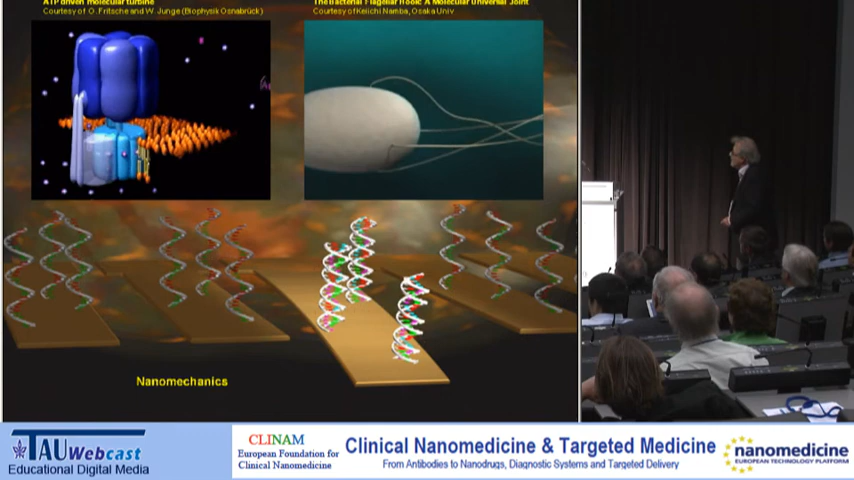 ATP driven molecular turbine
Courtesy of O. Fritsche and W. Junge (Biophysik Osnabrück)
The Bacterial Flagellar Hook: A Molecular Universal Joint
Courtesy of Keiichi Namba, Osaka Univ
Nanomechanics
TAU Webcast
Educational Digital Media
CLINAM
European Foundation for
Clinical Nanomedicine
Clinical Nanomedicine & Targeted Medicine
From Antibodies to Nanodrugs, Diagnostic Systems and Targeted Delivery
nanomedicine
EUROPEAN TECHNOLOGY PLATFORM